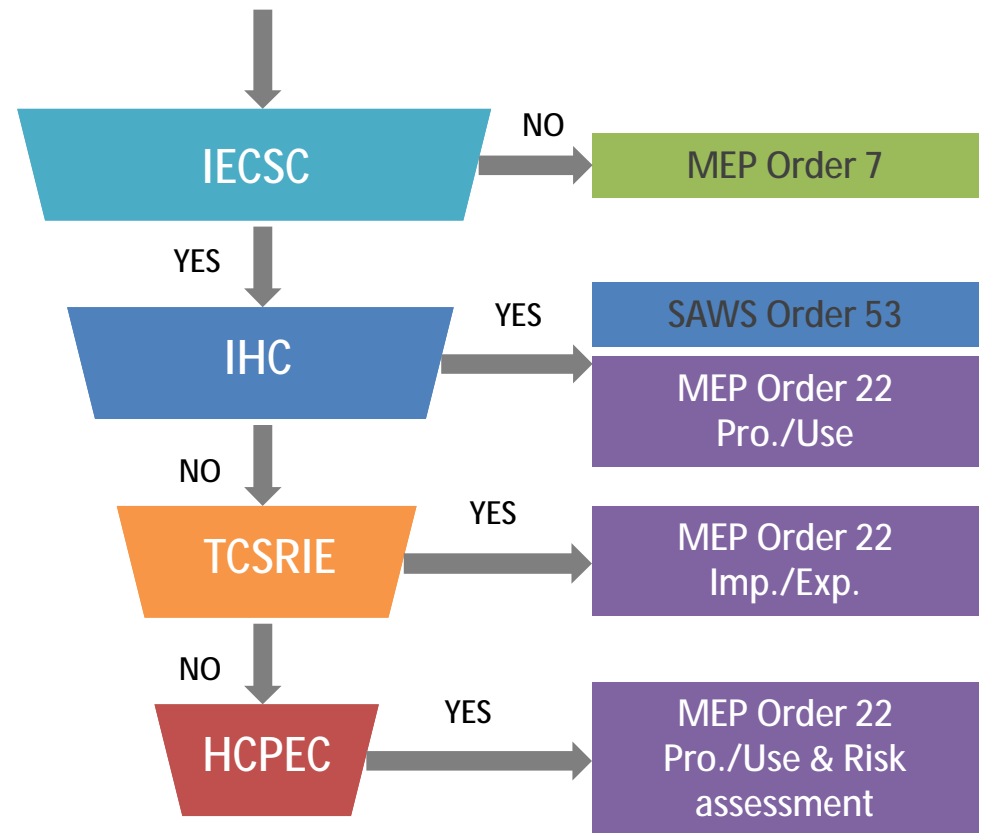 IECSC
NO
MEP Order 7
YES
IHC
YES
SAWS Order 53
MEP Order 22
Pro./Use
NO
TCSRIE
YES
MEP Order 22
Imp./Exp.
NO
HCPEC
YES
MEP Order 22
Pro./Use & Risk
assessment